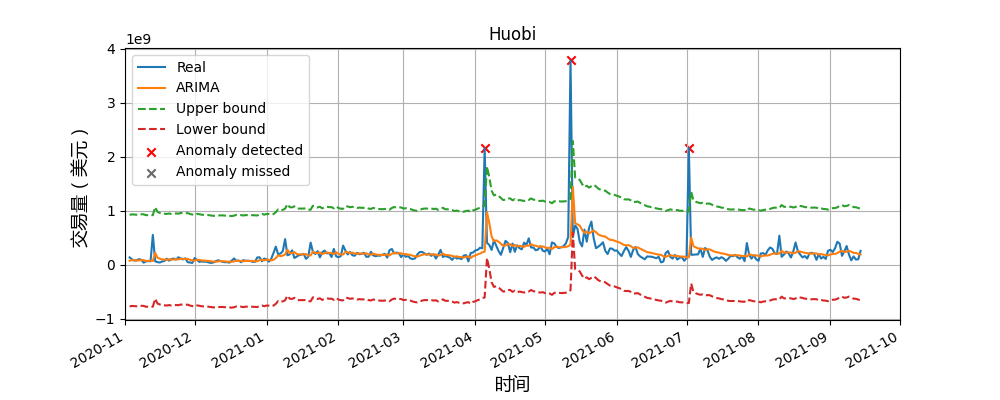 Huobi
1e9
4
3
2
1
0
−1
交易量 ( 美元 )
Real
ARIMA
Upper bound
Lower bound
Anomaly detected
Anomaly missed
2020-11
2020-12
2021-01
2021-02
2021-03
2021-04
2021-05
2021-06
2021-07
2021-08
2021-09
2021-10
时间